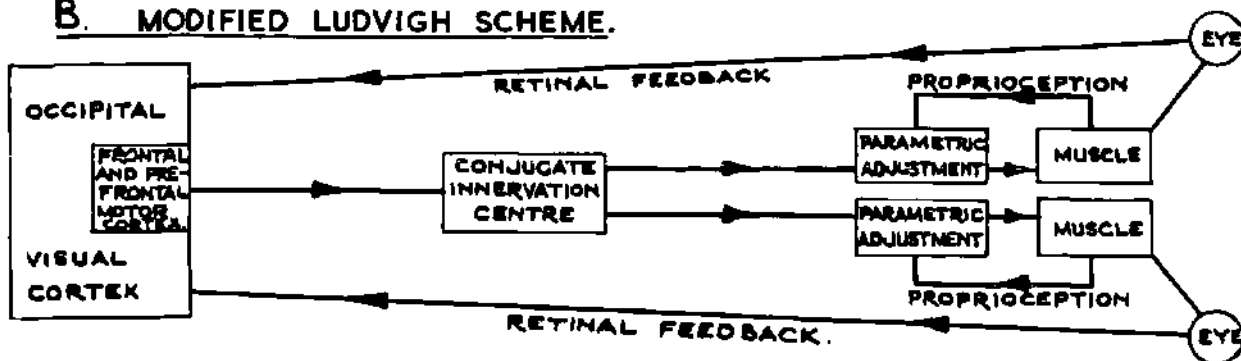 B. MODIFIED LUDVIGH SCHEME.
EYE
RETINAL FEEDBACK
PROPRIOCEPTION
OCCIPITAL
FRONTAL
AND PRE-
FRONTAL
MOTOR
CORTEX.
VISUAL
CORTEX
CONJUGATE
INNERVATION
CENTRE
PARAMETRIC
ADJUSTMENT
MUSCLE
PARAMETRIC
ADJUSTMENT
MUSCLE
PROPRIOCEPTION
RETINAL FEEDBACK.
EYE